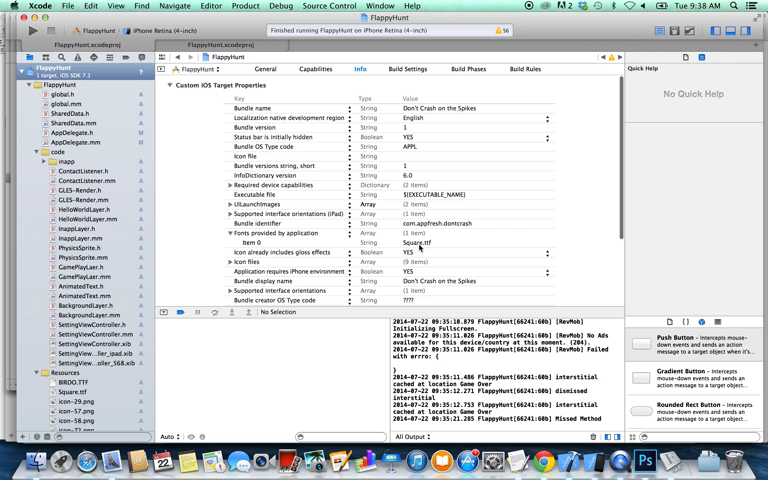 Xcode File Edit View Find Navigate Editor Product Debug Source Control Window Help Tue 9:38 AM
FlappyHunt
FlappyHunt iPhone Retina (4-inch) Finished running FlappyHunt on iPhone Retina (4-inch) 56
FlappyHunt.xcodeproj FlappyHunt.xcodeproj
FlappyHunt
FlappyHunt General Capabilities Info Build Settings Build Phases Build Rules
Quick Help
No Quick Help
FlappyHunt
1 target, iOS SDK 7.1
FlappyHunt
global.h A
global.mm A
SharedData.h A
SharedData.mm A
AppDelegate.h M
AppDelegate.mm M
code
inapp
ContactListener.h A
ContactListener.mm A
GLES-Render.h A
GLES-Render.mm A
HelloWorldLayer.h A
HelloWorldLayer.mm A
InappLayer.h A
InappLayer.mm A
PhysicsSprite.h A
PhysicsSprite.mm A
GamePlayLaer.h A
GamePlayLaer.mm A
AnimatedText.h A
AnimatedText.mm A
BackgroundLayer.h A
BackgroundLayer.mm A
SettingViewController.h A
SettingViewController.mm A
SettingViewController.xib A
SettingView...ller_ipad.xib A
SettingView...oller_568.xib A
Resources
BIRDO.TTF A
Square.ttf A
icon-29.png A
icon-57.png A
icon-58.png A
icon-72.png A
Custom iOS Target Properties
Key Type Value
Bundle name String Don't Crash on the Spikes
Localization native development region String English
Bundle version String 1
Status bar is initially hidden Boolean YES
Bundle OS Type code String APPL
Icon file String
Bundle versions string, short String 1
InfoDictionary version String 6.0
Required device capabilities Dictionary (2 items)
Executable file String ${EXECUTABLE_NAME}
UILaunchImages Array (2 items)
Supported interface orientations (iPad) Array (1 item)
Bundle identifier String com.appfresh.dontcrash
Fonts provided by application Array (1 item)
Item 0 String Square.ttf
Icon already includes gloss effects Boolean YES
Icon files Array (9 items)
Application requires iPhone environment Boolean YES
Bundle display name String Don't Crash on the Spikes
Supported interface orientations Array (1 item)
Bundle creator OS Type code String ????
No Selection
2014-07-22 09:35:10.879 FlappyHunt[66241:60b] [RevMob]
Initializing Fullscreen.
2014-07-22 09:35:11.026 FlappyHunt[66241:60b] [RevMob] No Ads
available for this device/country at this moment. (204).
2014-07-22 09:35:11.026 FlappyHunt[66241:60b] [RevMob] Failed
with errro: {
}
2014-07-22 09:35:11.486 FlappyHunt[66241:60b] interstitial
cached at location Game Over
2014-07-22 09:35:12.271 FlappyHunt[66241:60b] dismissed
interstitial
2014-07-22 09:35:12.753 FlappyHunt[66241:60b] interstitial
cached at location Game Over
2014-07-22 09:35:21.285 FlappyHunt[66241:60b] Missed Method
Auto All Output
Push Button - Intercepts
mouse-down events and sends an
action message to a target object when it's...
Gradient Button - Intercepts
mouse-down events and sends an
action message to a target object...
Rounded Rect Button - Intercepts
mouse-down events and sends an
action message to a target object...
22
Ps